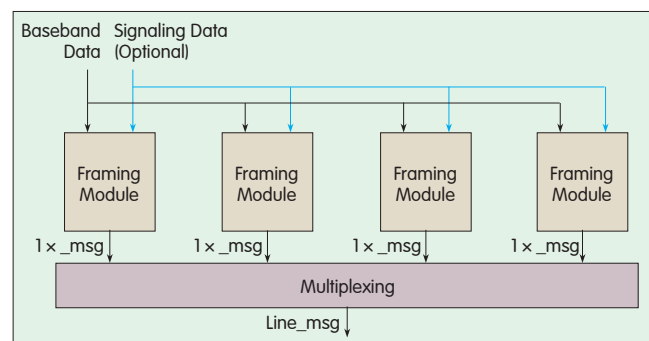 Baseband Data
Signaling Data (Optional)
Framing Module
Framing Module
Framing Module
Framing Module
1× _msg
1× _msg
1× _msg
1× _msg
Multiplexing
Line_msg